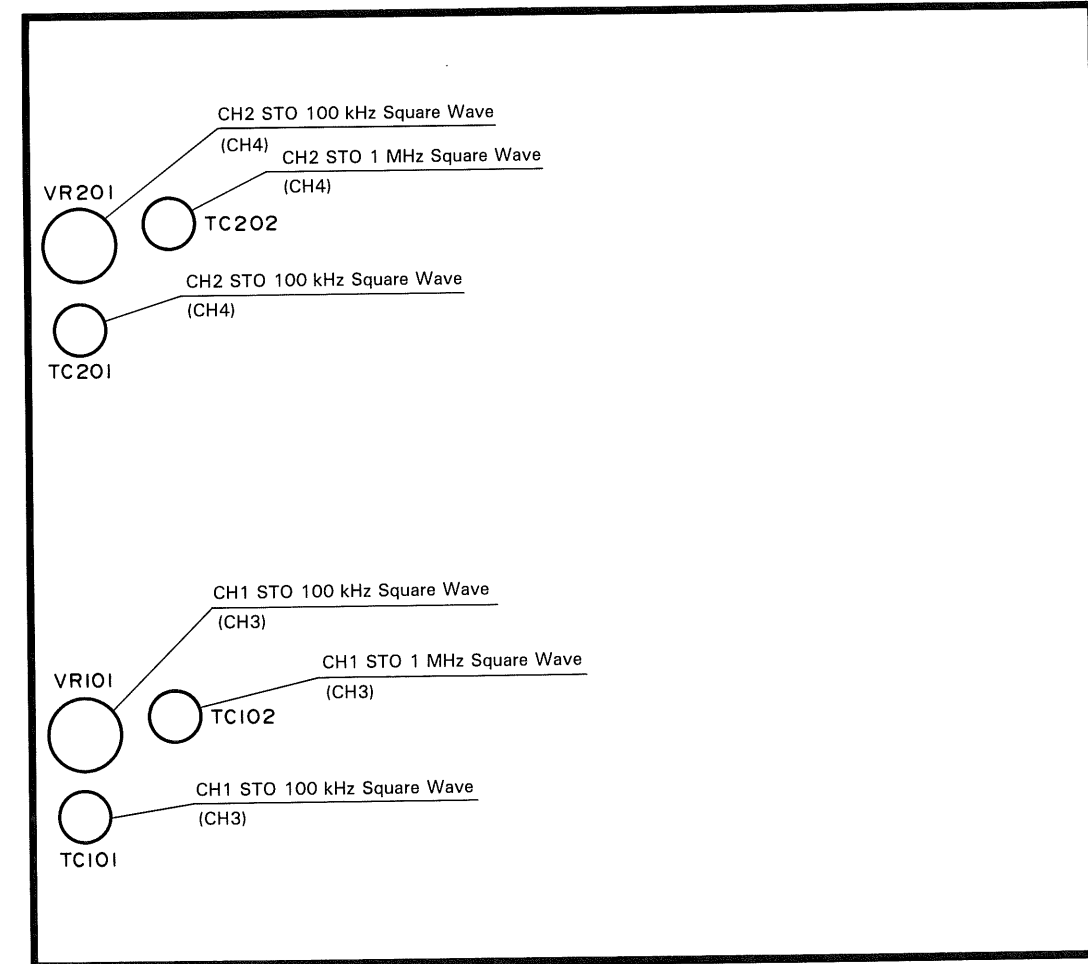 CH2 STO 100 kHz Square Wave
(CH4)
CH2 STO 1 MHz Square Wave
(CH4)
VR201
TC202
CH2 STO 100 kHz Square Wave
(CH4)
TC201
CH1 STO 100 kHz Square Wave
(CH3)
CH1 STO 1 MHz Square Wave
(CH3)
VR101
TC102
CH1 STO 100 kHz Square Wave
(CH3)
TC101